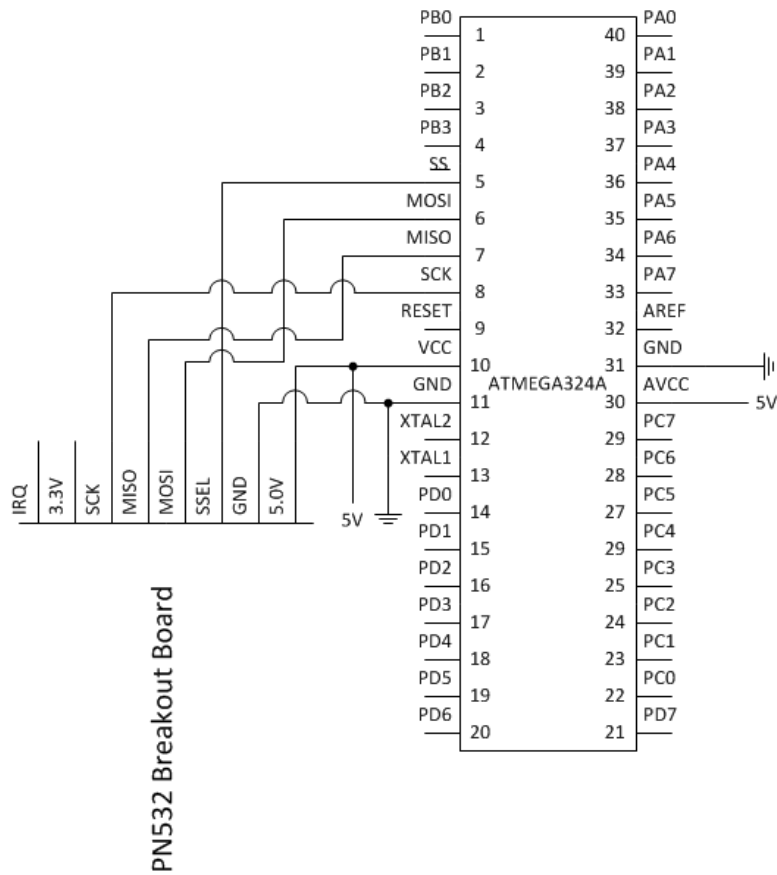 PB0
1
40
PA0
PB1
2
39
PA1
PB2
3
38
PA2
PB3
4
37
PA3
SS
5
36
PA4
MOSI
6
35
PA5
MISO
7
34
PA6
SCK
8
33
PA7
RESET
9
32
AREF
VCC
10
31
GND
GND
11
ATMEGA324A
30
AVCC
5V
XTAL2
12
29
PC7
XTAL1
13
28
PC6
PD0
14
27
PC5
PD1
15
29
PC4
PD2
16
25
PC3
PD3
17
24
PC2
PD4
18
23
PC1
PD5
19
22
PC0
PD6
20
21
PD7
IRQ
3.3V
SCK
MISO
MOSI
SSEL
GND
5.0V
5V
PN532 Breakout Board